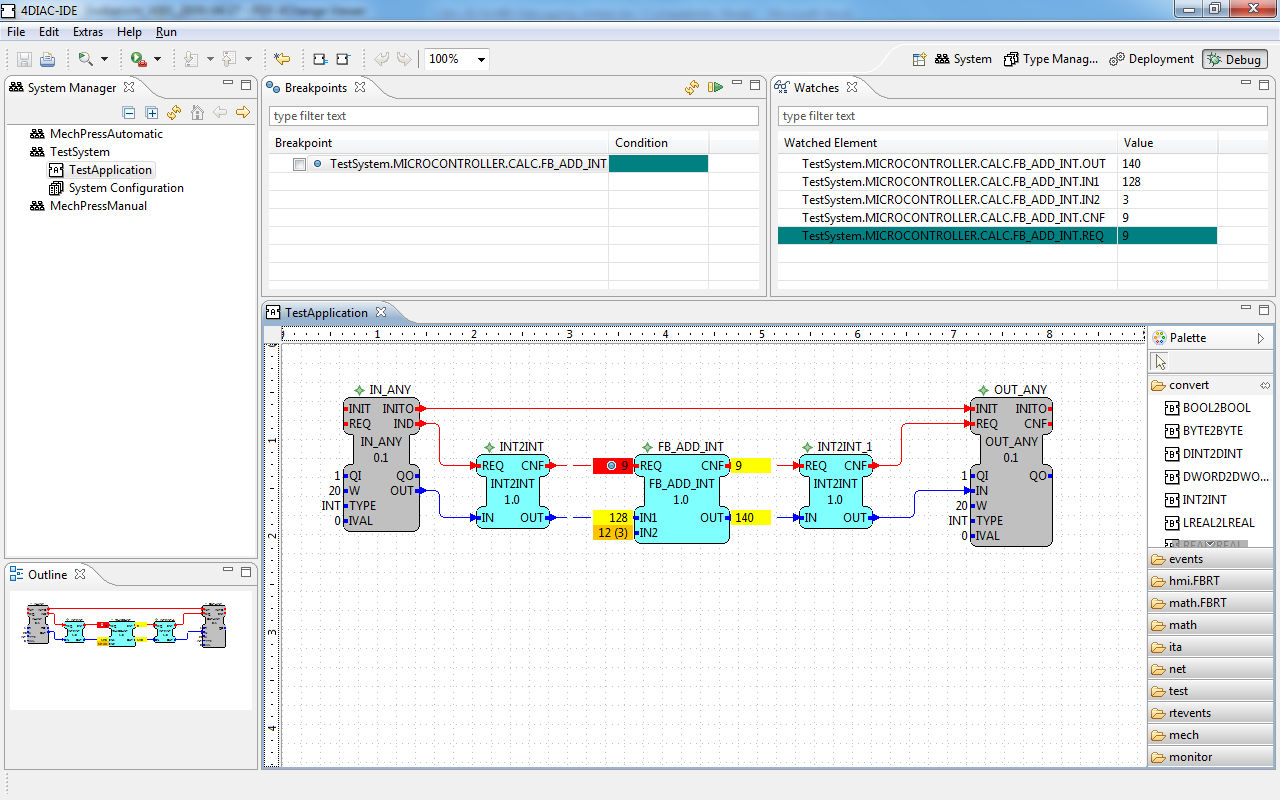 4DIAC-IDE
File Edit Extras Help Run
100%
System Type Manag... Deployment Debug
System Manager
MechPressAutomatic
TestSystem
TestApplication
System Configuration
MechPressManual
Breakpoints
type filter text
Breakpoint Condition
TestSystem.MICROCONTROLLER.CALC.FB_ADD_INT
Watches
type filter text
Watched Element Value
TestSystem.MICROCONTROLLER.CALC.FB_ADD_INT.OUT 140
TestSystem.MICROCONTROLLER.CALC.FB_ADD_INT.IN1 128
TestSystem.MICROCONTROLLER.CALC.FB_ADD_INT.IN2 3
TestSystem.MICROCONTROLLER.CALC.FB_ADD_INT.CNF 9
TestSystem.MICROCONTROLLER.CALC.FB_ADD_INT.REQ 9
TestApplication
1 2 3 4 5 6 7 8
1
2
3
4
IN_ANY
INIT INITO
REQ IND
IN_ANY
0.1
1 QI QO
20 W OUT
INT TYPE
0 IVAL
INT2INT
REQ CNF
INT2INT
1.0
IN OUT
FB_ADD_INT
9 REQ CNF 9
FB_ADD_INT
1.0
128 IN1 OUT 140
12 (3) IN2
INT2INT_1
REQ CNF
INT2INT
1.0
IN OUT
OUT_ANY
INIT INITO
REQ CNF
OUT_ANY
0.1
1 QI QO
IN
20 W
INT TYPE
0 IVAL
Palette
convert
BOOL2BOOL
BYTE2BYTE
DINT2DINT
DWORD2DWO...
INT2INT
LREAL2LREAL
events
hmi.FBRT
math.FBRT
math
ita
net
test
rtevents
mech
monitor
Outline